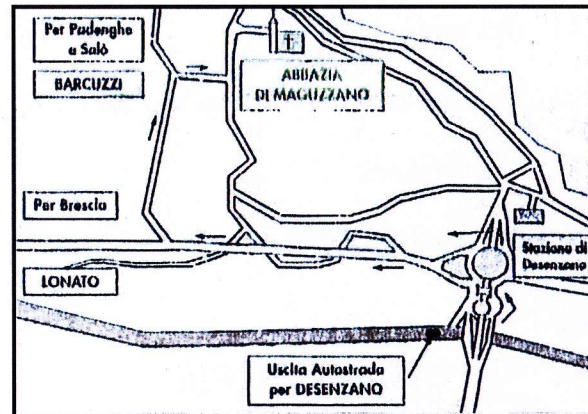 Per Padenghe
a Salò
BARCUZZI
ABBAZIA
DI MAGUZZANO
Per Brescia
LONATO
Stazione di
Desenzano
Uscita Autostrada
per DESENZANO